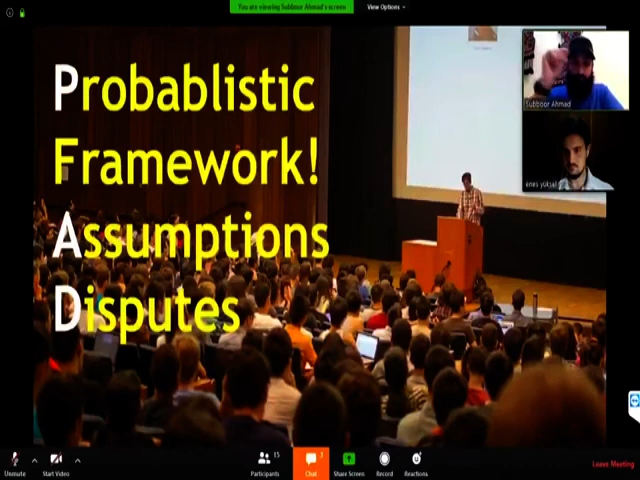 You are viewing Subboor Ahmad's screen
View Options
Probablistic
Framework!
Assumptions
Disputes
Subboor Ahmad
enes yüksel
Unmute
Start Video
15
Participants
Chat
Share Screen
Record
Reactions
Leave Meeting